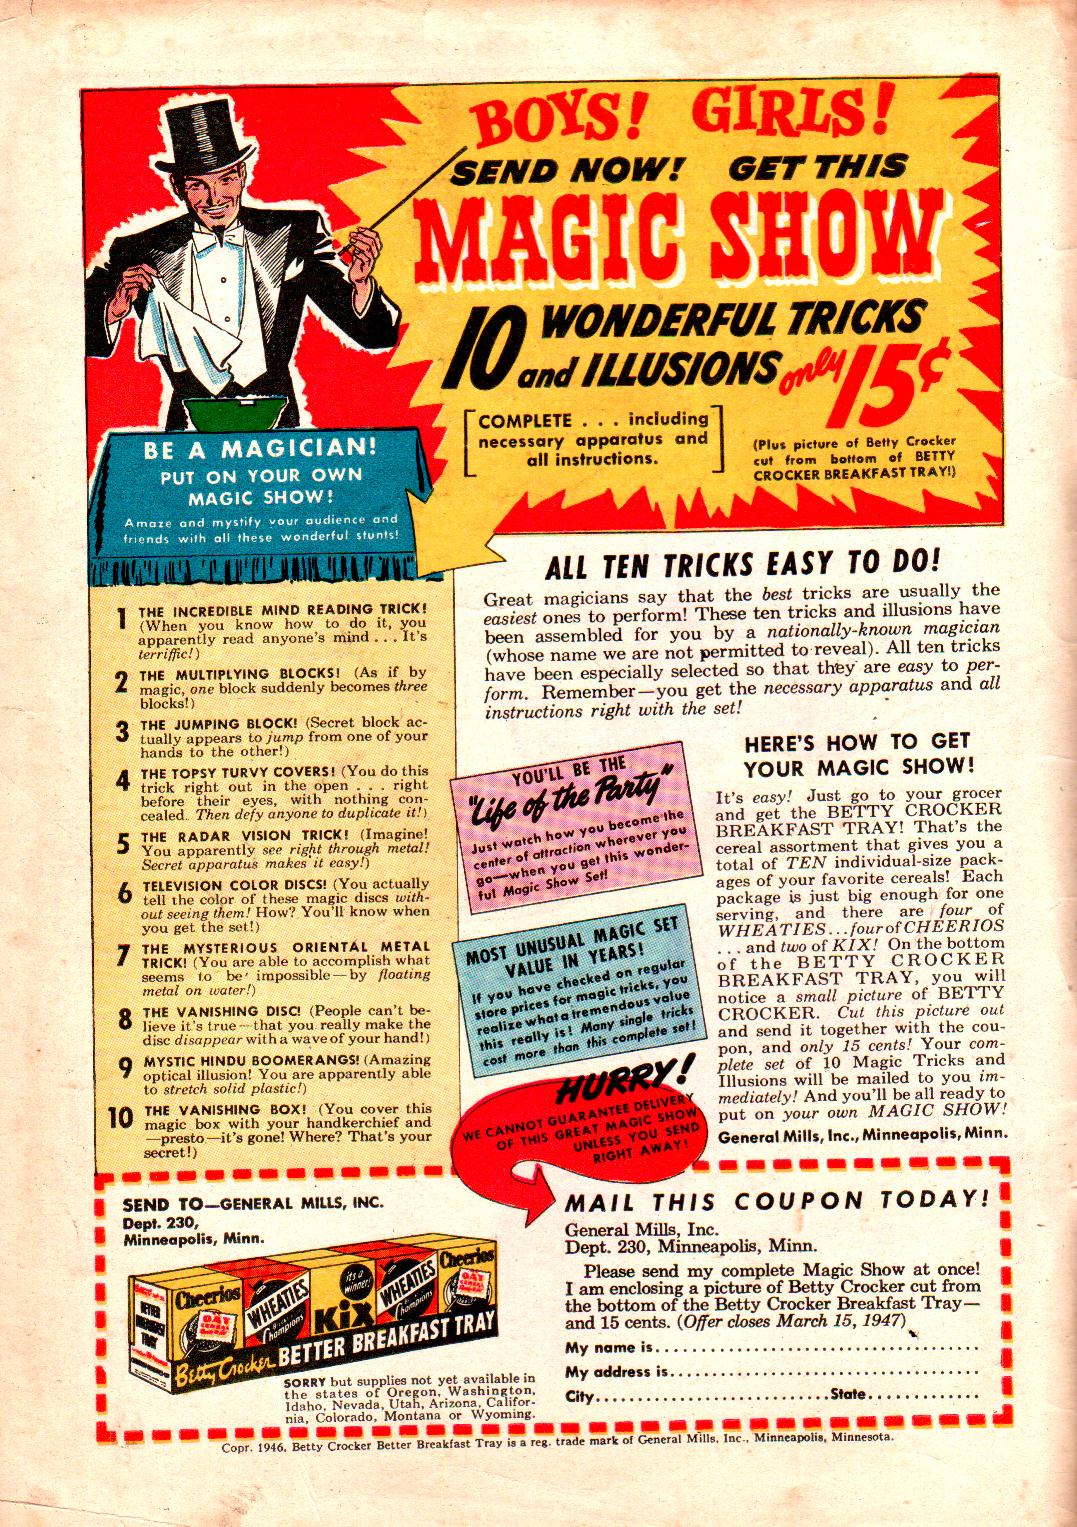 BOYS! GIRLS!
SEND NOW! GET THIS
MAGIC SHOW
10 WONDERFUL TRICKS
and ILLUSIONS only 15¢
[COMPLETE . . . including
necessary apparatus and
all instructions.]
(Plus picture of Betty Crocker
cut from bottom of BETTY
CROCKER BREAKFAST TRAY!)
BE A MAGICIAN!
PUT ON YOUR OWN
MAGIC SHOW!
Amaze and mystify your audience and
friends with all these wonderful stunts!
1 THE INCREDIBLE MIND READING TRICK!
(When you know how to do it, you
apparently read anyone's mind . . . It's
terriffic!)
2 THE MULTIPLYING BLOCKS! (As if by
magic, one block suddenly becomes three
blocks!)
3 THE JUMPING BLOCK! (Secret block ac-
tually appears to jump from one of your
hands to the other!)
4 THE TOPSY TURVY COVERS! (You do this
trick right out in the open . . . right
before their eyes, with nothing con-
cealed. Then defy anyone to duplicate it!)
5 THE RADAR VISION TRICK! (Imagine!
You apparently see right through metal!
Secret apparatus makes it easy!)
6 TELEVISION COLOR DISCS! (You actually
tell the color of these magic discs with-
out seeing them! How? You'll know when
you get the set!)
7 THE MYSTERIOUS ORIENTAL METAL
TRICK! (You are able to accomplish what
seems to be impossible—by floating
metal on water!)
8 THE VANISHING DISC! (People can't be-
lieve it's true—that you really make the
disc disappear with a wave of your hand!)
9 MYSTIC HINDU BOOMERANGS! (Amazing
optical illusion! You are apparently able
to stretch solid plastic!)
10 THE VANISHING BOX! (You cover this
magic box with your handkerchief and
—presto—it's gone! Where? That's your
secret!)
ALL TEN TRICKS EASY TO DO!
Great magicians say that the best tricks are usually the
easiest ones to perform! These ten tricks and illusions have
been assembled for you by a nationally-known magician
(whose name we are not permitted to reveal). All ten tricks
have been especially selected so that they are easy to per-
form. Remember—you get the necessary apparatus and all
instructions right with the set!
YOU'LL BE THE
"Life of the Party"
Just watch how you become the
center of attraction wherever you
go—when you get this wonder-
ful Magic Show Set!
MOST UNUSUAL MAGIC SET
VALUE IN YEARS!
If you have checked on regular
store prices for magic tricks, you
realize what a tremendous value
this really is! Many single tricks
cost more than this complete set!
HURRY!
WE CANNOT GUARANTEE DELIVERY
OF THIS GREAT MAGIC SHOW
UNLESS YOU SEND
RIGHT AWAY!
HERE'S HOW TO GET
YOUR MAGIC SHOW!
It's easy! Just go to your grocer
and get the BETTY CROCKER
BREAKFAST TRAY! That's the
cereal assortment that gives you a
total of TEN individual-size pack-
ages of your favorite cereals! Each
package is just big enough for one
serving, and there are four of
WHEATIES...four of CHEERIOS
...and two of KIX! On the bottom
of the BETTY CROCKER
BREAKFAST TRAY, you will
notice a small picture of BETTY
CROCKER. Cut this picture out
and send it together with the cou-
pon, and only 15 cents! Your com-
plete set of 10 Magic Tricks and
Illusions will be mailed to you im-
mediately! And you'll be all ready to
put on your own MAGIC SHOW!
General Mills, Inc., Minneapolis, Minn.
SEND TO—GENERAL MILLS, INC.
Dept. 230,
Minneapolis, Minn.
BETTER
BREAKFAST
TRAY
Cheerios
OAT
CEREAL
WHEATIES
Champions
It's a
winner!
Kix
WHEATIES
Champions
Cheerios
OAT
CEREAL
Betty Crocker BETTER BREAKFAST TRAY
SORRY but supplies not yet available in
the states of Oregon, Washington,
Idaho, Nevada, Utah, Arizona, Califor-
nia, Colorado, Montana or Wyoming.
MAIL THIS COUPON TODAY!
General Mills, Inc.
Dept. 230, Minneapolis, Minn.
Please send my complete Magic Show at once!
I am enclosing a picture of Betty Crocker cut from
the bottom of the Betty Crocker Breakfast Tray—
and 15 cents. (Offer closes March 15, 1947)
My name is......................................
My address is....................................
City............................State.............
Copr. 1946. Betty Crocker Better Breakfast Tray is a reg. trade mark of General Mills, Inc., Minneapolis, Minnesota.